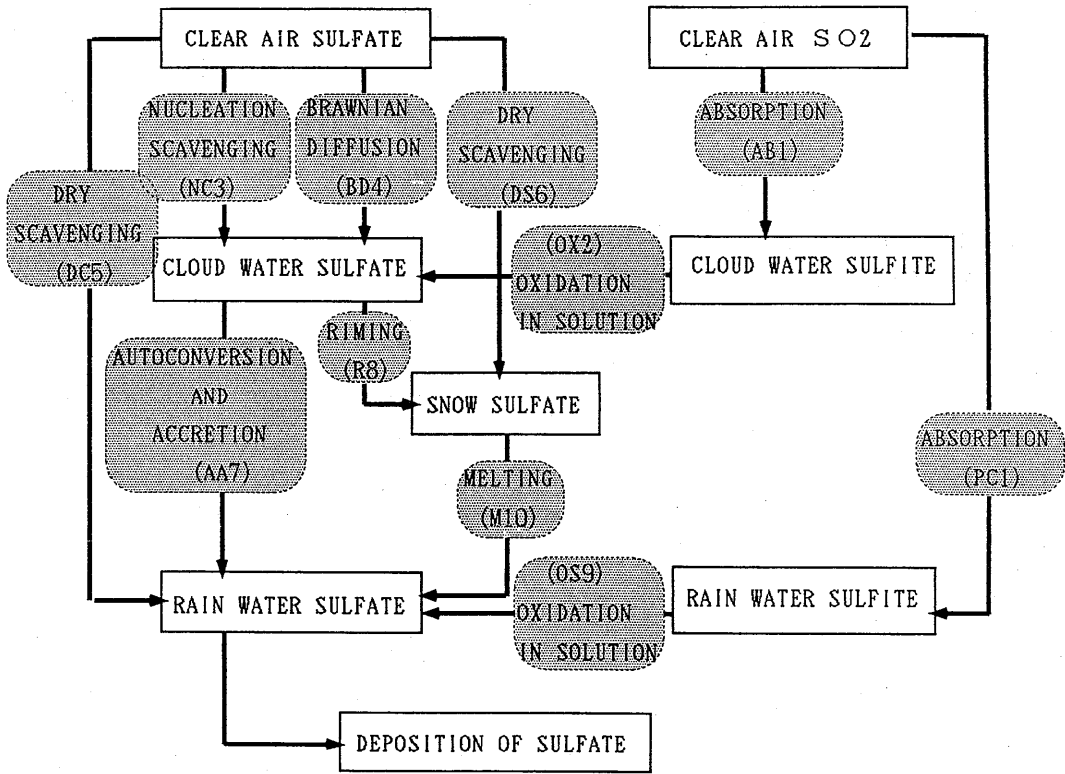 CLEAR AIR SULFATE
CLEAR AIR SO2
NUCLEATION
SCAVENGING
(NC3)
BRAWNIAN
DIFFUSION
(BD4)
DRY
SCAVENGING
(DS6)
ABSORPTION
(AB1)
DRY
SCAVENGING
(DC5)
CLOUD WATER SULFATE
(OX2)
OXIDATION
IN SOLUTION
CLOUD WATER SULFITE
RIMING
(R8)
AUTOCONVERSION
AND
ACCRETION
(AA7)
SNOW SULFATE
ABSORPTION
(PC1)
MELTING
(M10)
RAIN WATER SULFATE
(OS9)
OXIDATION
IN SOLUTION
RAIN WATER SULFITE
DEPOSITION OF SULFATE